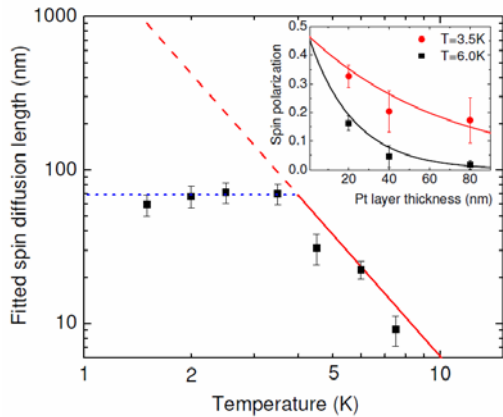 1000
100
10
Fitted spin diffusion length (nm)
1
2
5
10
Temperature (K)
0.5
0.4
0.3
0.2
0.1
0.0
Spin polarization
T=3.5K
T=6.0K
20
40
60
80
Pt layer thickness (nm)